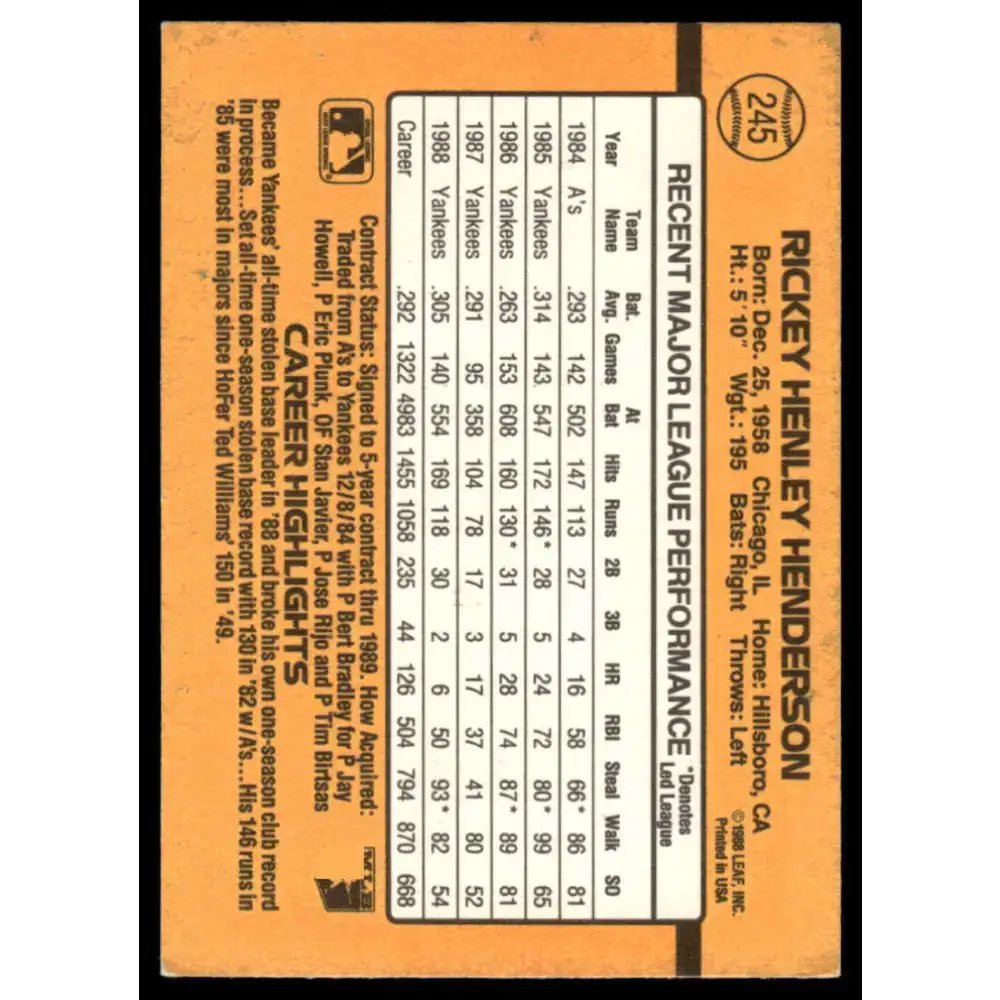 245
RICKEY HENLEY HENDERSON
Born: Dec. 25, 1958 Chicago, IL Home: Hillsboro, CA
Ht.: 5'10" Wgt.: 195 Bats: Right Throws: Left
©1988 LEAF, INC.
Printed in USA
RECENT MAJOR LEAGUE PERFORMANCE *Denotes Led League
Year Team Name Bat. Avg. Games At Bat Hits Runs 2B 3B HR RBI Steal Walk SO
1984 A's .293 142 502 147 113 27 4 16 58 66* 86 81
1985 Yankees .314 143 547 172 146* 28 5 24 72 80* 99 65
1986 Yankees .263 153 608 160 130* 31 5 28 74 87* 89 81
1987 Yankees .291 95 358 104 78 17 3 17 37 41 80 52
1988 Yankees .305 140 554 169 118 30 2 6 50 93* 82 54
Career .292 1322 4983 1455 1058 235 44 126 504 794 870 668
Contract Status: Signed to 5-year contract thru 1989. How Acquired:
Traded from A's to Yankees 12/8/84 with P Bert Bradley for P Jay
Howell, P Eric Plunk, OF Stan Javier, P Jose Rijo and P Tim Birtsas
MLB
CAREER HIGHLIGHTS
Became Yankees' all-time stolen base leader in '88 and broke his own one-season club record
in process...Set all-time one-season stolen base record with 130 in '82 w/A's...His 146 runs in
'85 were most in majors since HoFer Ted Williams' 150 in '49.